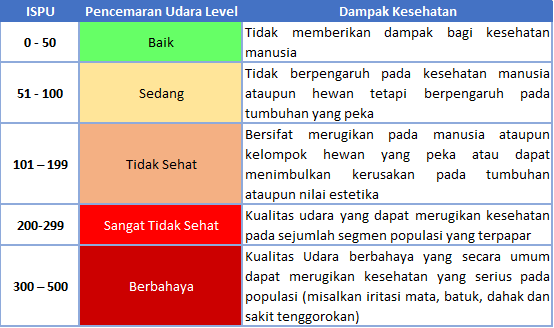 ISPU Pencemaran Udara Level Dampak Kesehatan
0 - 50 Baik Tidak memberikan dampak bagi kesehatan
manusia
51 - 100 Sedang Tidak berpengaruh pada kesehatan manusia
ataupun hewan tetapi berpengaruh pada
tumbuhan yang peka
101 – 199 Tidak Sehat Bersifat merugikan pada manusia ataupun
kelompok hewan yang peka atau dapat
menimbulkan kerusakan pada tumbuhan
ataupun nilai estetika
200-299 Sangat Tidak Sehat Kualitas udara yang dapat merugikan kesehatan
pada sejumlah segmen populasi yang terpapar
300 – 500 Berbahaya Kualitas Udara berbahaya yang secara umum
dapat merugikan kesehatan yang serius pada
populasi (misalkan iritasi mata, batuk, dahak dan
sakit tenggorokan)